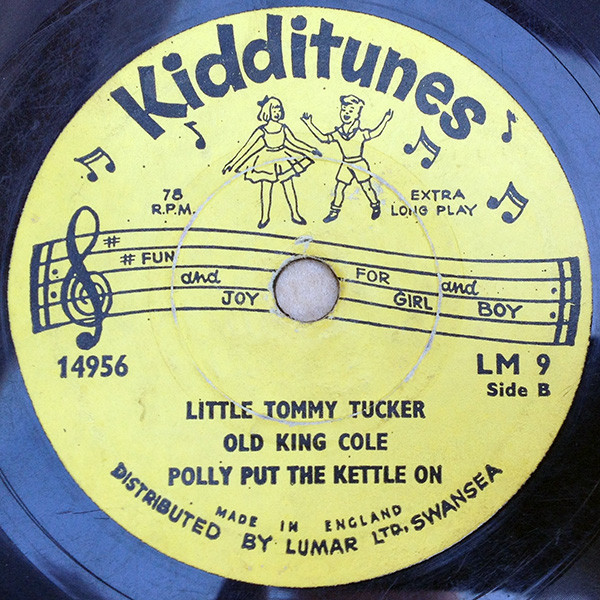 Kidditunes
78
R.P.M.
EXTRA
LONG PLAY
# FUN
and
JOY
FOR
GIRL
and
BOY
14956
LM 9
Side B
LITTLE TOMMY TUCKER
OLD KING COLE
POLLY PUT THE KETTLE ON
MADE IN ENGLAND
DISTRIBUTED BY LUMAR LTD, SWANSEA